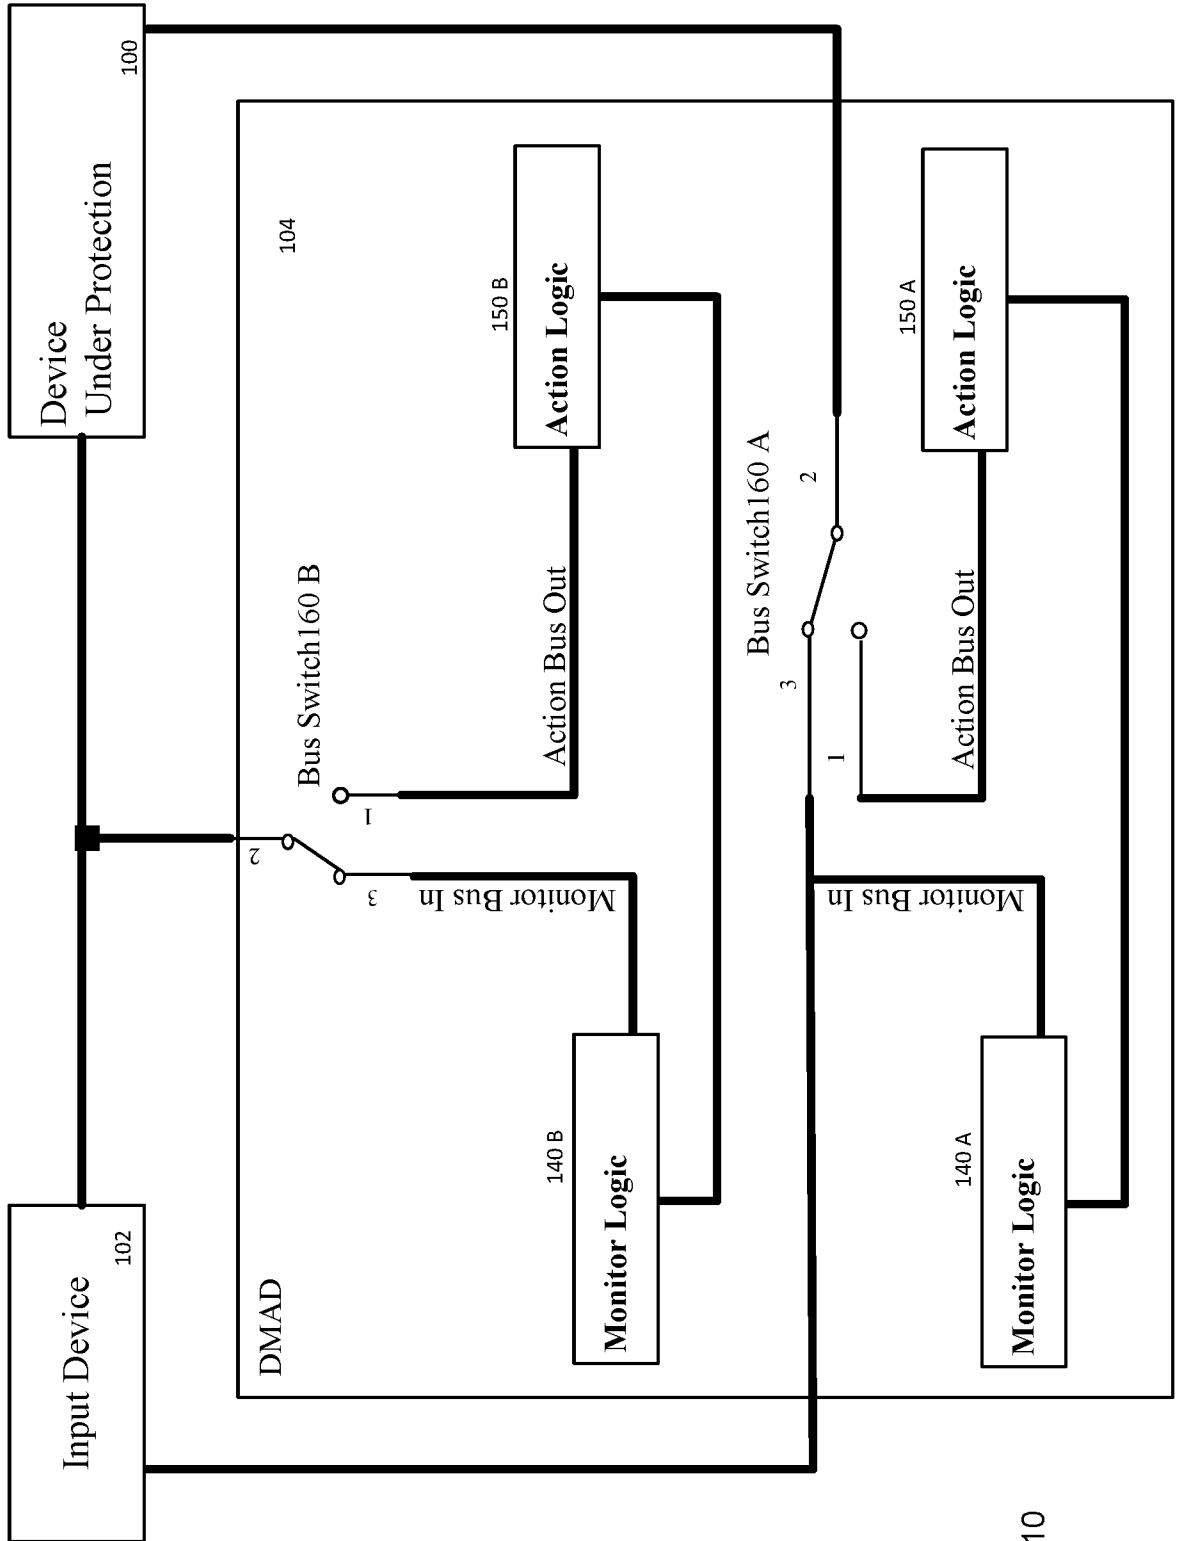 Input Device
102
Device
Under Protection
100
DMAD
104
Bus Switch160 B
2
1
3
Monitor Bus In
Action Bus Out
140 B
Monitor Logic
150 B
Action Logic
Bus Switch160 A
3
2
1
Monitor Bus In
Action Bus Out
140 A
Monitor Logic
150 A
Action Logic
10